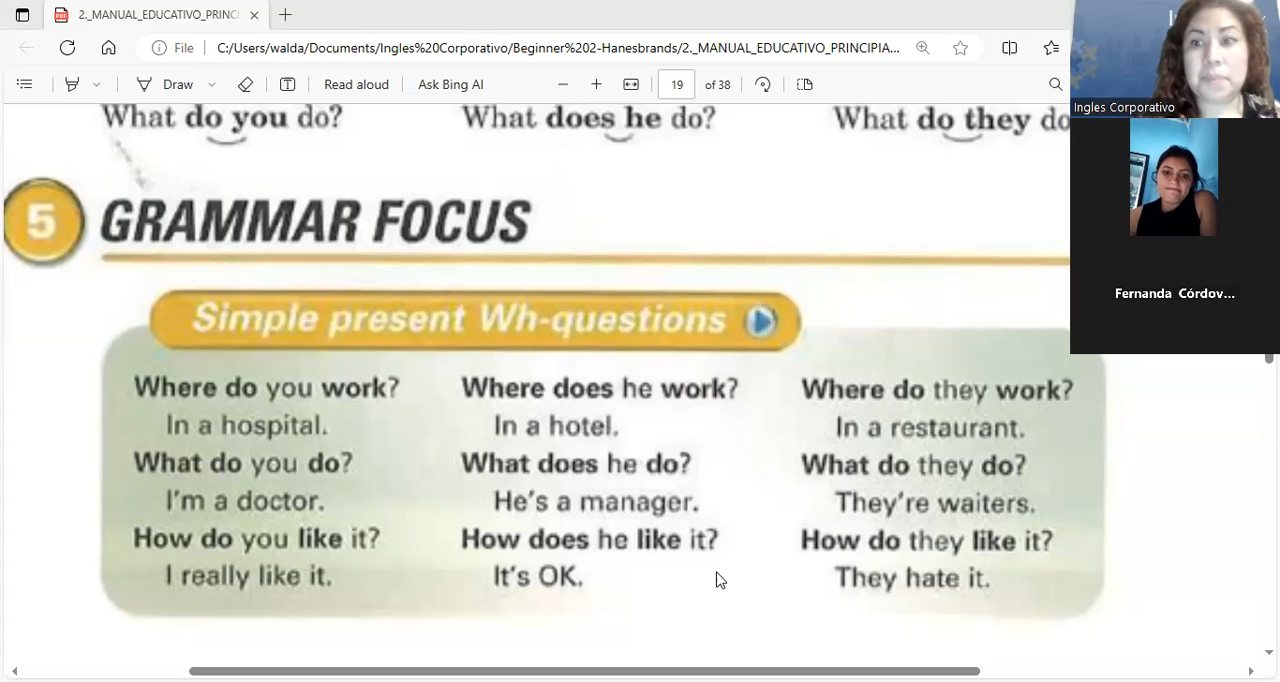 2._MANUAL_EDUCATIVO_PRINCI
File C:/Users/walda/Documents/Ingles%20Corporativo/Beginner%202-Hanesbrands/2._MANUAL_EDUCATIVO_PRINCIPIA...
Draw Read aloud Ask Bing AI 19 of 38
Ingles Corporativo
Fernanda Córdov...
What do you do? What does he do? What do they do
5 GRAMMAR FOCUS
Simple present Wh-questions
Where do you work? Where does he work? Where do they work?
In a hospital. In a hotel. In a restaurant.
What do you do? What does he do? What do they do?
I'm a doctor. He's a manager. They're waiters.
How do you like it? How does he like it? How do they like it?
I really like it. It's OK. They hate it.